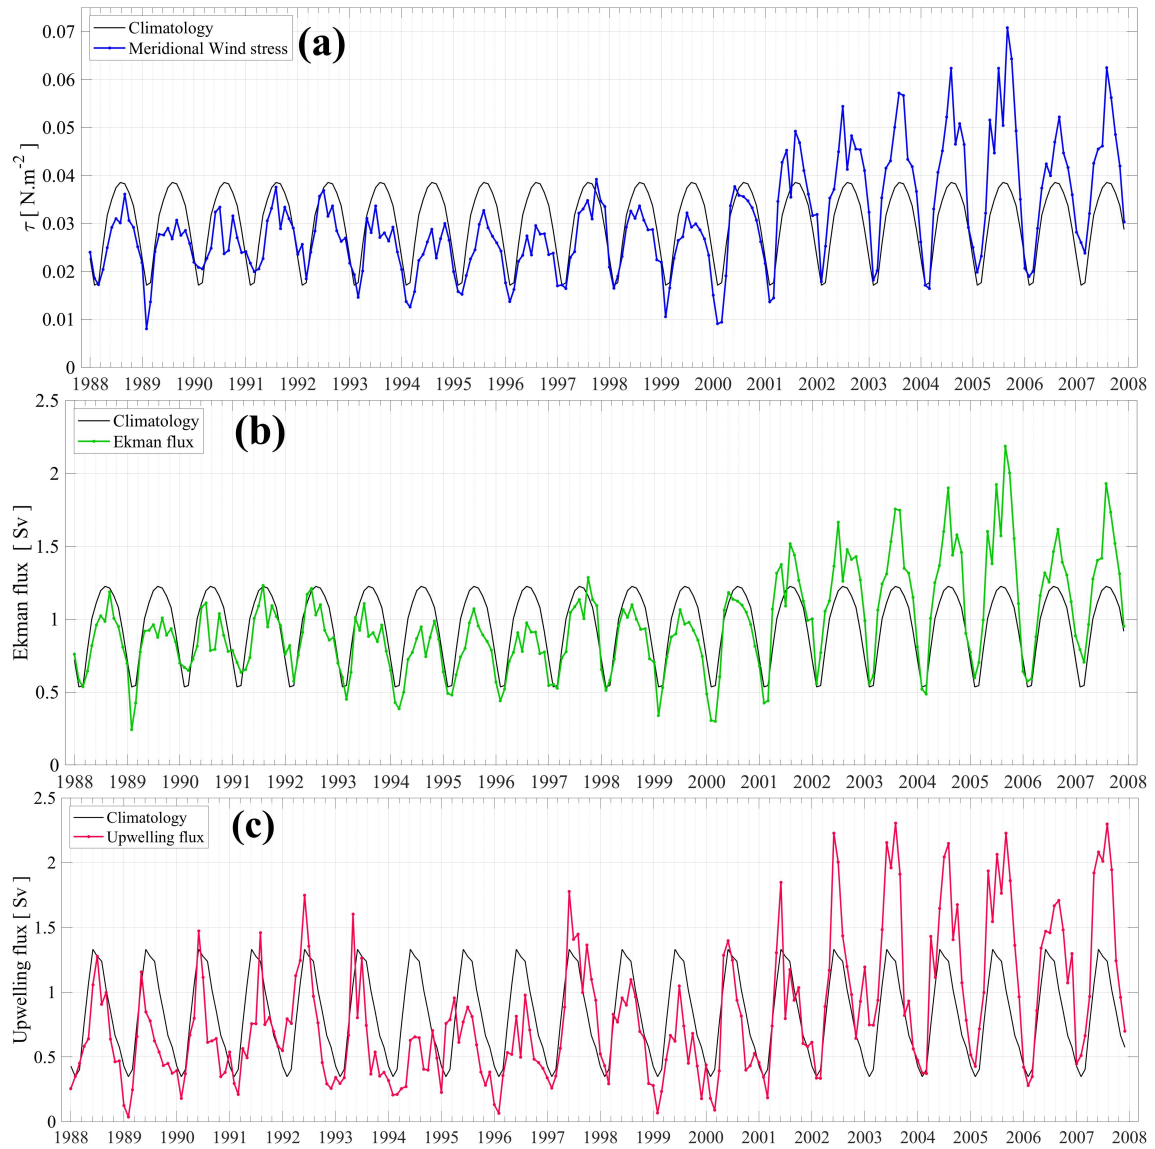 Climatology
Meridional Wind stress
(a)
τ [ N.m-2 ]
0.07
0.06
0.05
0.04
0.03
0.02
0.01
0
1988 1989 1990 1991 1992 1993 1994 1995 1996 1997 1998 1999 2000 2001 2002 2003 2004 2005 2006 2007 2008
Climatology
Ekman flux
(b)
Ekman flux [ Sv ]
2.5
2
1.5
1
0.5
0
1988 1989 1990 1991 1992 1993 1994 1995 1996 1997 1998 1999 2000 2001 2002 2003 2004 2005 2006 2007 2008
Climatology
Upwelling flux
(c)
Upwelling flux [ Sv ]
2.5
2
1.5
1
0.5
0
1988 1989 1990 1991 1992 1993 1994 1995 1996 1997 1998 1999 2000 2001 2002 2003 2004 2005 2006 2007 2008